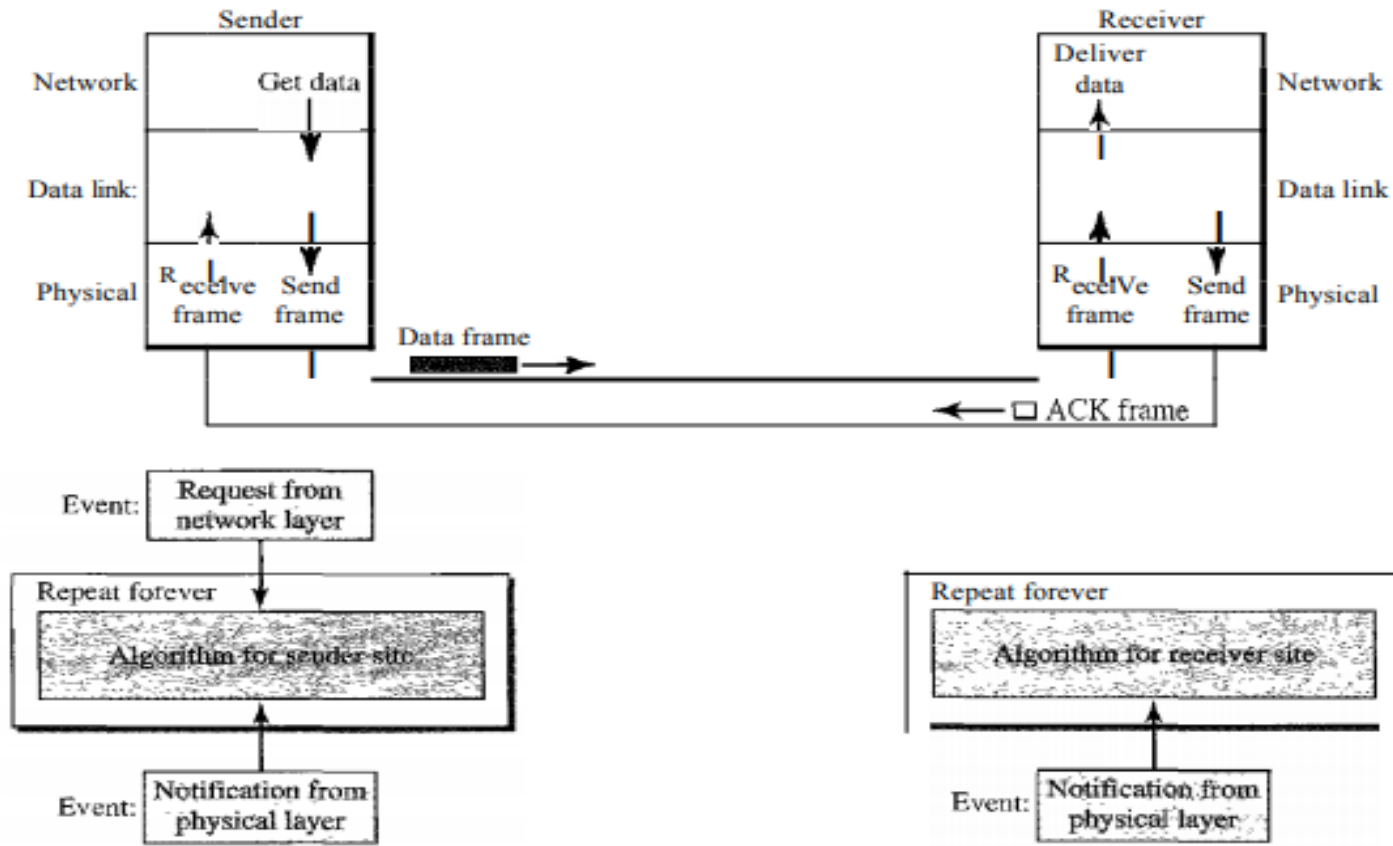 Sender
Receiver
Network
Get data
Deliver
data
Network
Data link:
Data link
Physical
Receive
frame
Send
frame
ReceIVe
frame
Send
frame
Physical
Data frame
ACK frame
Event:
Request from
network layer
Repeat forever
Algorithm for sender site
Repeat forever
Algorithm for receiver site
Event:
Notification from
physical layer
Event:
Notification from
physical layer